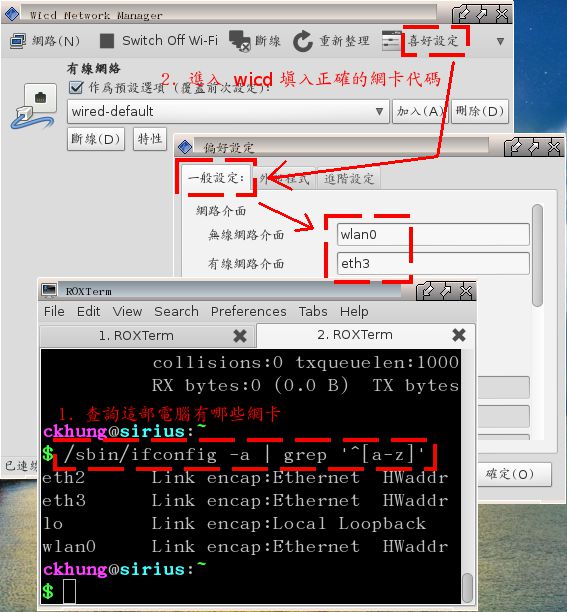 Wicd Network Manager
網路(N) Switch Off Wi-Fi 斷線 重新整理 喜好設定
有線網絡
作為預設選項 (覆蓋前次設定):
2. 進入 wicd 填入正確的網卡代碼
wired-default 加入(A) 刪除(D)
斷線(D) 特性
偏好設定
一般設定: 進階設定
網路介面
無線網路介面 wlan0
有線網路介面 eth3
ROXTerm
File Edit View Search Preferences Tabs Help
1. ROXTerm 2. ROXTerm
collisions:0 txqueuelen:1000
RX bytes:0 (0.0 B) TX bytes
1. 查詢這部電腦有哪些網卡
ckhung@sirius:~
$ /sbin/ifconfig -a | grep '^[a-z]'
eth2 Link encap:Ethernet HWaddr
eth3 Link encap:Ethernet HWaddr
lo Link encap:Local Loopback
wlan0 Link encap:Ethernet HWaddr
ckhung@sirius:~
$
已連線
確定(O)